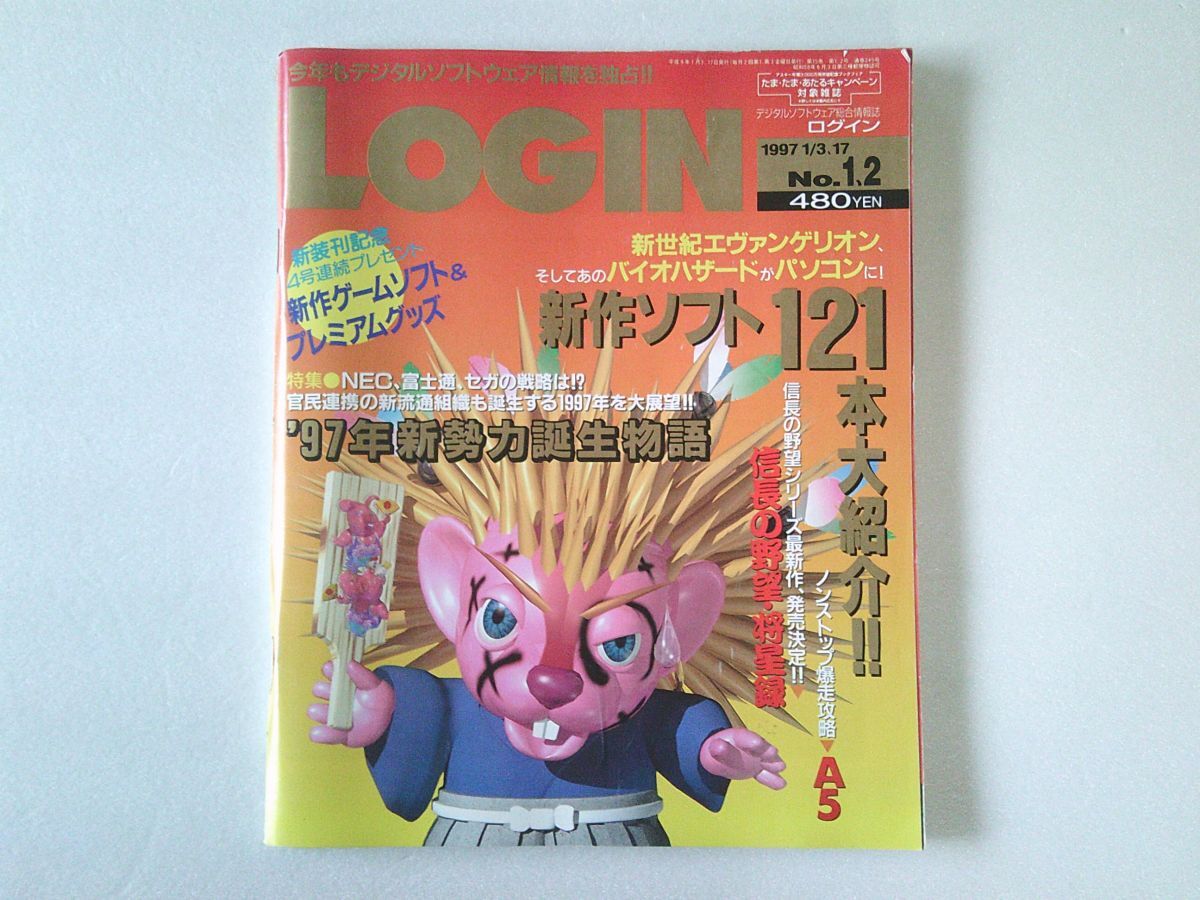 今年もデジタルソフトウェア情報を独占!!
たま・たま・あたるキャンペーン
対象雑誌
デジタルソフトウェア総合情報誌
ログイン
LOGIN
1997 1/3、17
No.1、2
480YEN
新装刊記念
4号連続プレゼント
新作ゲームソフト&
プレミアムグッズ
新世紀エヴァンゲリオン、
そしてあのバイオハザードがパソコンに!
新作ソフト121
本大紹介!!
特集●NEC、富士通、セガの戦略は!?
官民連携の新流通組織も誕生する1997年を大展望!!
'97年新勢力誕生物語
信長の野望シリーズ最新作、発売決定!!
信長の野望・将星録
ノンストップ爆走攻略▼
A5